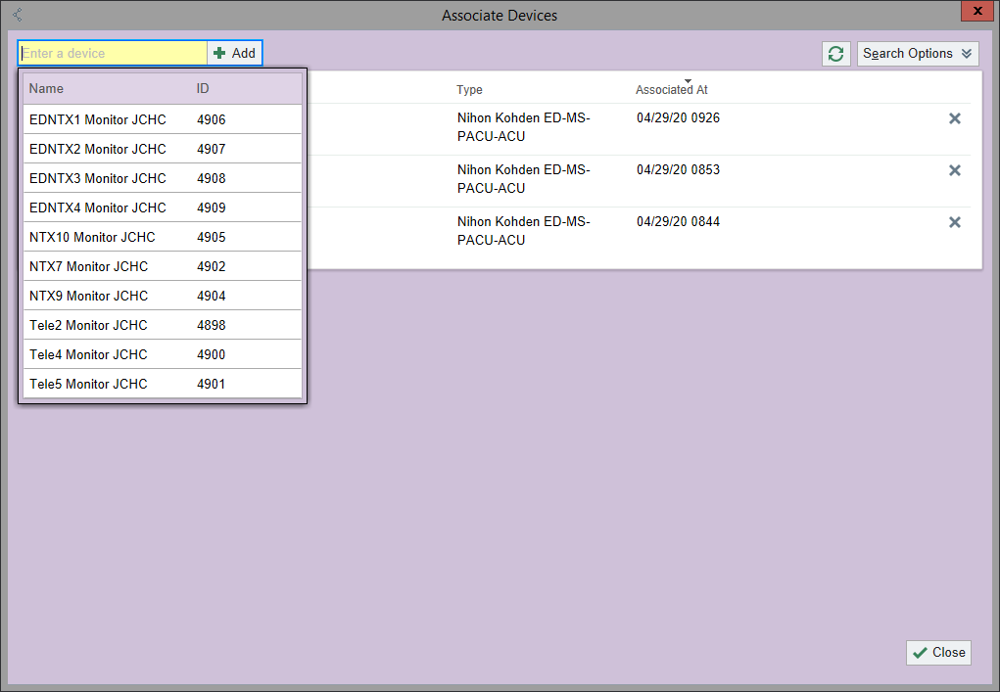 Associate Devices
x
Enter a device
Add
Search Options
Name ID
EDNTX1 Monitor JCHC 4906
EDNTX2 Monitor JCHC 4907
EDNTX3 Monitor JCHC 4908
EDNTX4 Monitor JCHC 4909
NTX10 Monitor JCHC 4905
NTX7 Monitor JCHC 4902
NTX9 Monitor JCHC 4904
Tele2 Monitor JCHC 4898
Tele4 Monitor JCHC 4900
Tele5 Monitor JCHC 4901
Type Associated At
Nihon Kohden ED-MS- 04/29/20 0926
PACU-ACU
Nihon Kohden ED-MS- 04/29/20 0853
PACU-ACU
Nihon Kohden ED-MS- 04/29/20 0844
PACU-ACU
Close